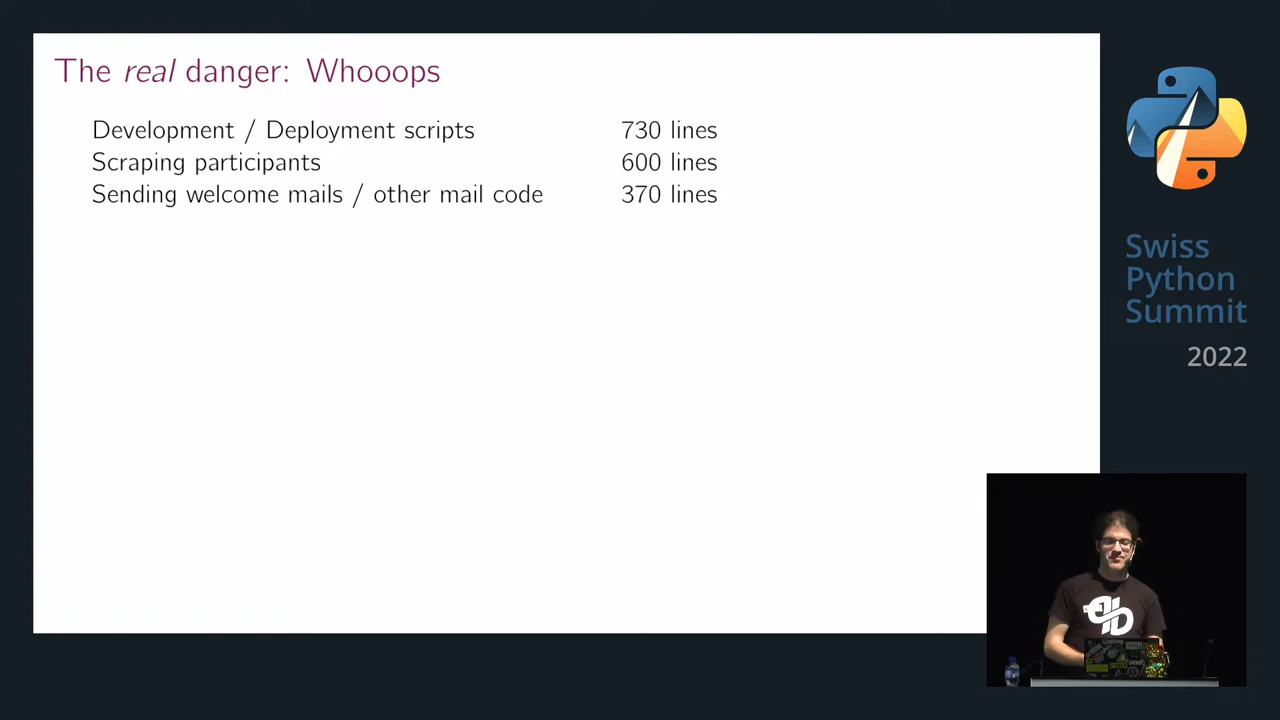 The real danger: Whooops
Development / Deployment scripts 730 lines
Scraping participants 600 lines
Sending welcome mails / other mail code 370 lines
Swiss
Python
Summit
2022